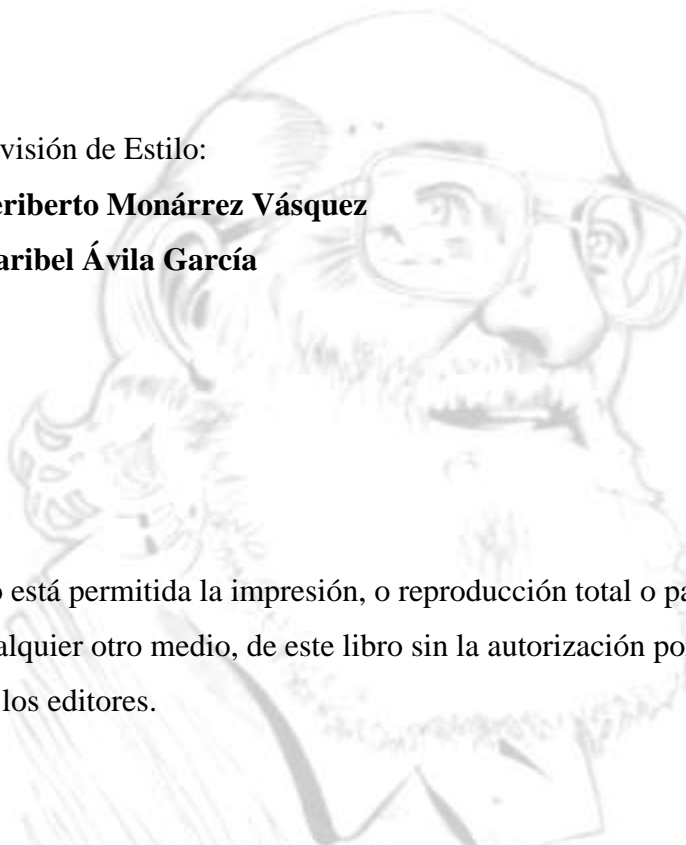 visión de Estilo:
eriberto Monárrez Vásquez
aribel Ávila García
o está permitida la impresión, o reproducción total o pa
alquier otro medio, de este libro sin la autorización po
los editores.